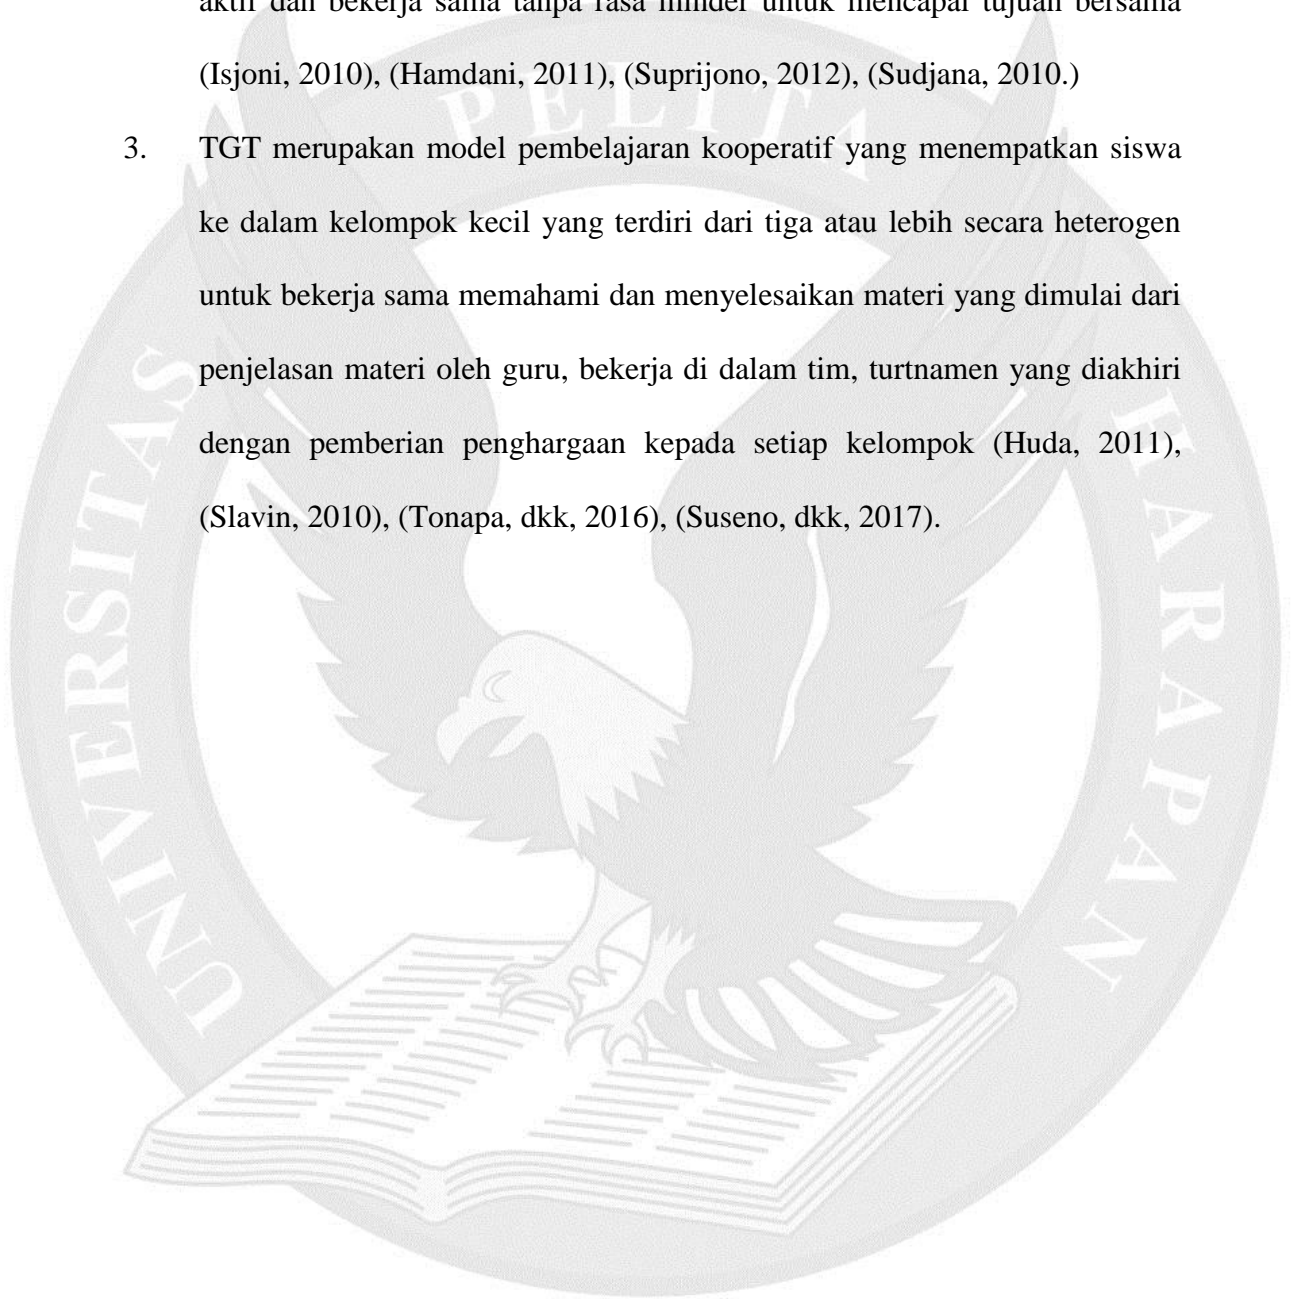 aktif dan bekerja sama tanpa rasa minder untuk mencapai tujuan bersama
(Isjoni, 2010), (Hamdani, 2011), (Suprijono, 2012), (Sudjana, 2010.)
3. TGT merupakan model pembelajaran kooperatif yang menempatkan siswa
ke dalam kelompok kecil yang terdiri dari tiga atau lebih secara heterogen
untuk bekerja sama memahami dan menyelesaikan materi yang dimulai dari
penjelasan materi oleh guru, bekerja di dalam tim, turtnamen yang diakhiri
dengan pemberian penghargaan kepada setiap kelompok (Huda, 2011),
(Slavin, 2010), (Tonapa, dkk, 2016), (Suseno, dkk, 2017).
UNIVERSITAS PELITA HARAPAN